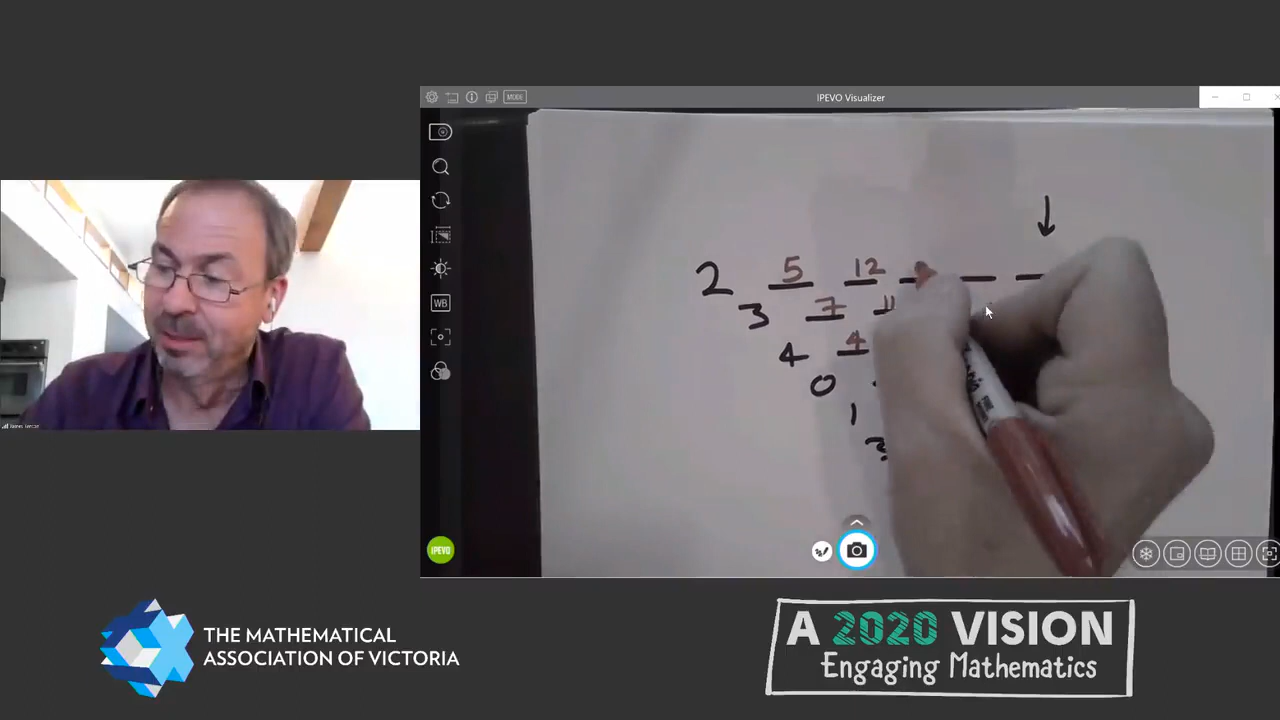 MODE
IPEVO Visualizer
2 5 12
3 7 11
4 4
0
1
3
WB
IPEVO
THE MATHEMATICAL
ASSOCIATION OF VICTORIA
A 2020 VISION
Engaging Mathematics